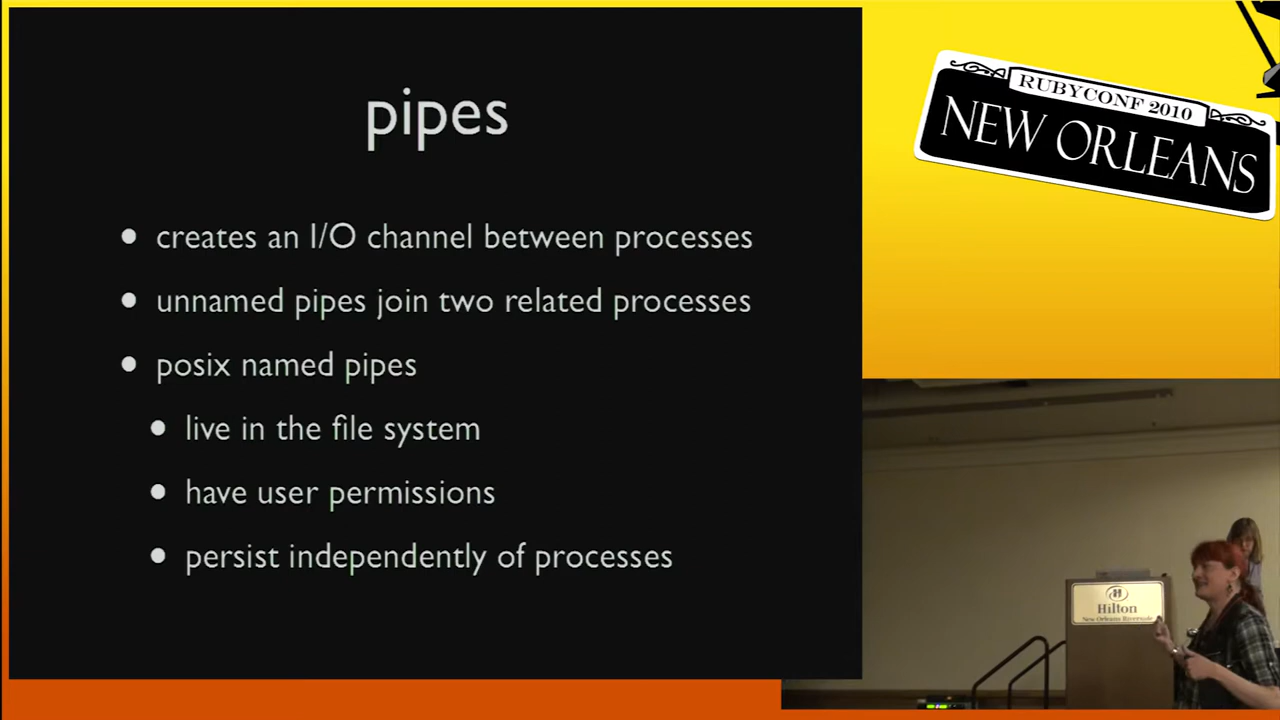 pipes
creates an I/O channel between processes
unnamed pipes join two related processes
posix named pipes
live in the file system
have user permissions
persist independently of processes
RUBYCONF 2010
NEW ORLEANS
Hilton
New Orleans Riverside